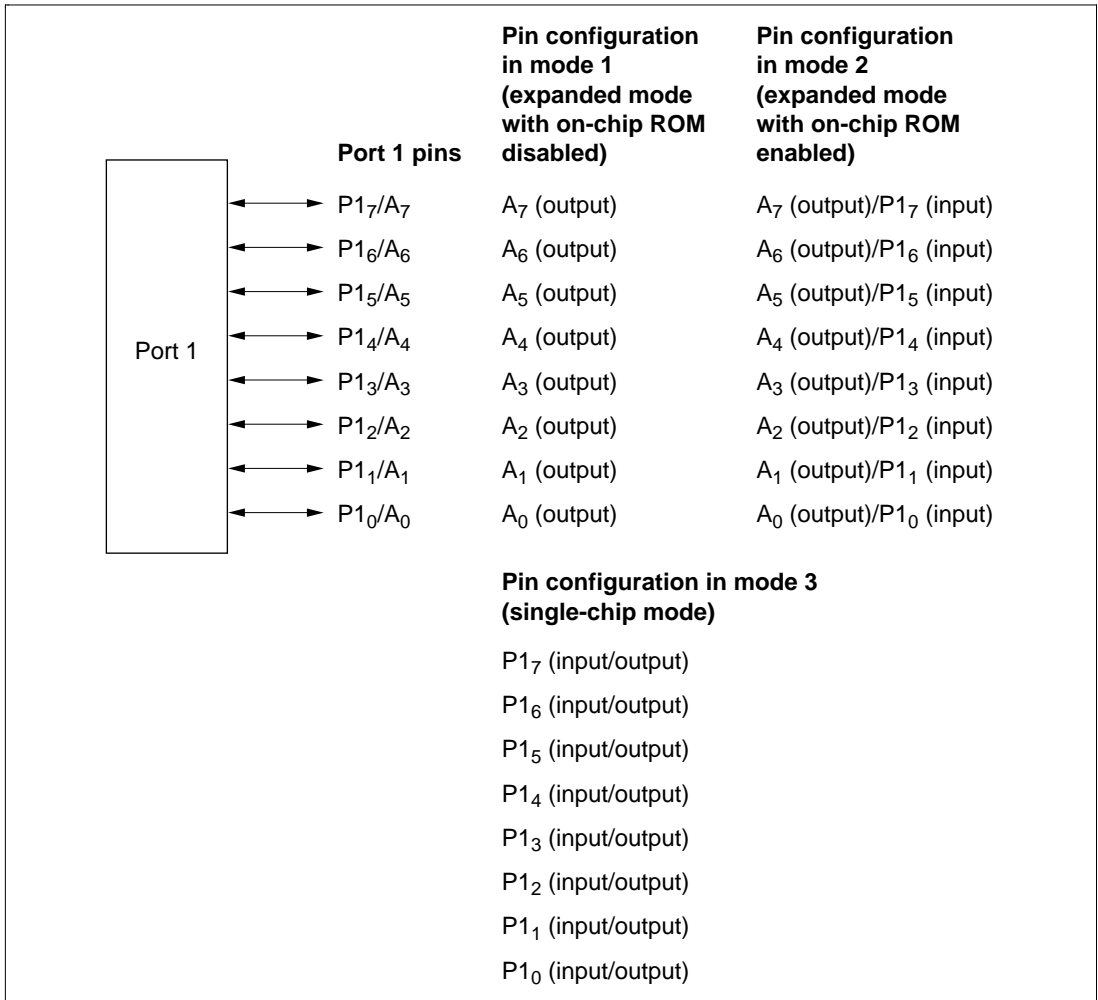 Pin configuration in mode 1 (expanded mode with on-chip ROM disabled)
Pin configuration in mode 2 (expanded mode with on-chip ROM enabled)
Port 1 pins
Port 1
P1₇/A₇ A₇ (output) A₇ (output)/P1₇ (input)
P1₆/A₆ A₆ (output) A₆ (output)/P1₆ (input)
P1₅/A₅ A₅ (output) A₅ (output)/P1₅ (input)
P1₄/A₄ A₄ (output) A₄ (output)/P1₄ (input)
P1₃/A₃ A₃ (output) A₃ (output)/P1₃ (input)
P1₂/A₂ A₂ (output) A₂ (output)/P1₂ (input)
P1₁/A₁ A₁ (output) A₁ (output)/P1₁ (input)
P1₀/A₀ A₀ (output) A₀ (output)/P1₀ (input)
Pin configuration in mode 3
(single-chip mode)
P1₇ (input/output)
P1₆ (input/output)
P1₅ (input/output)
P1₄ (input/output)
P1₃ (input/output)
P1₂ (input/output)
P1₁ (input/output)
P1₀ (input/output)